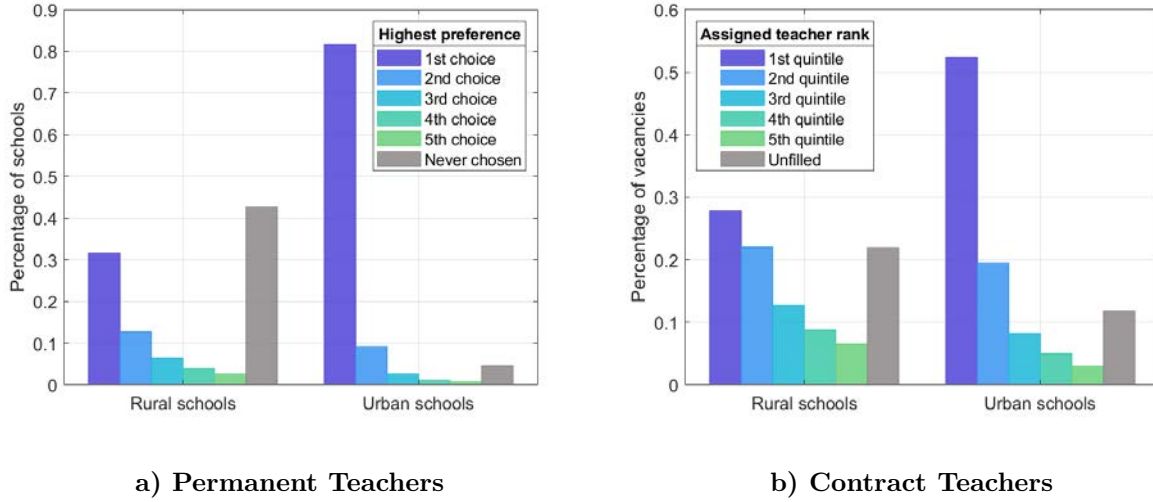 0.9
0.8
0.7
0.6
0.5
0.4
0.3
0.2
0.1
0
Percentage of schools
Highest preference
1st choice
2nd choice
3rd choice
4th choice
5th choice
Never chosen
Rural schools
Urban schools
a) Permanent Teachers
0.6
0.5
0.4
0.3
0.2
0.1
0
Percentage of vacancies
Assigned teacher rank
1st quintile
2nd quintile
3rd quintile
4th quintile
5th quintile
Unfilled
Rural schools
Urban schools
b) Contract Teachers